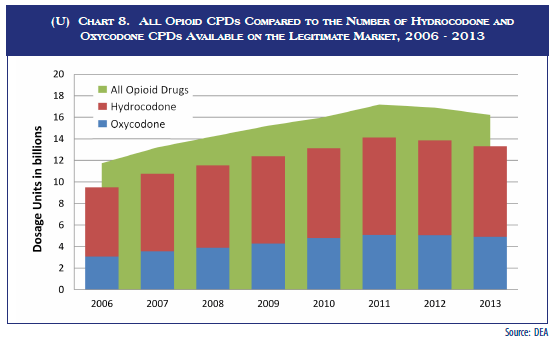 (U) Chart 8. All Opioid CPDs Compared to the Number of Hydrocodone and
Oxycodone CPDs Available on the Legitimate Market, 2006 - 2013
20
18
16
14
12
10
8
6
4
2
0
Dosage Units in billions
All Opioid Drugs
Hydrocodone
Oxycodone
2006 2007 2008 2009 2010 2011 2012 2013
Source: DEA